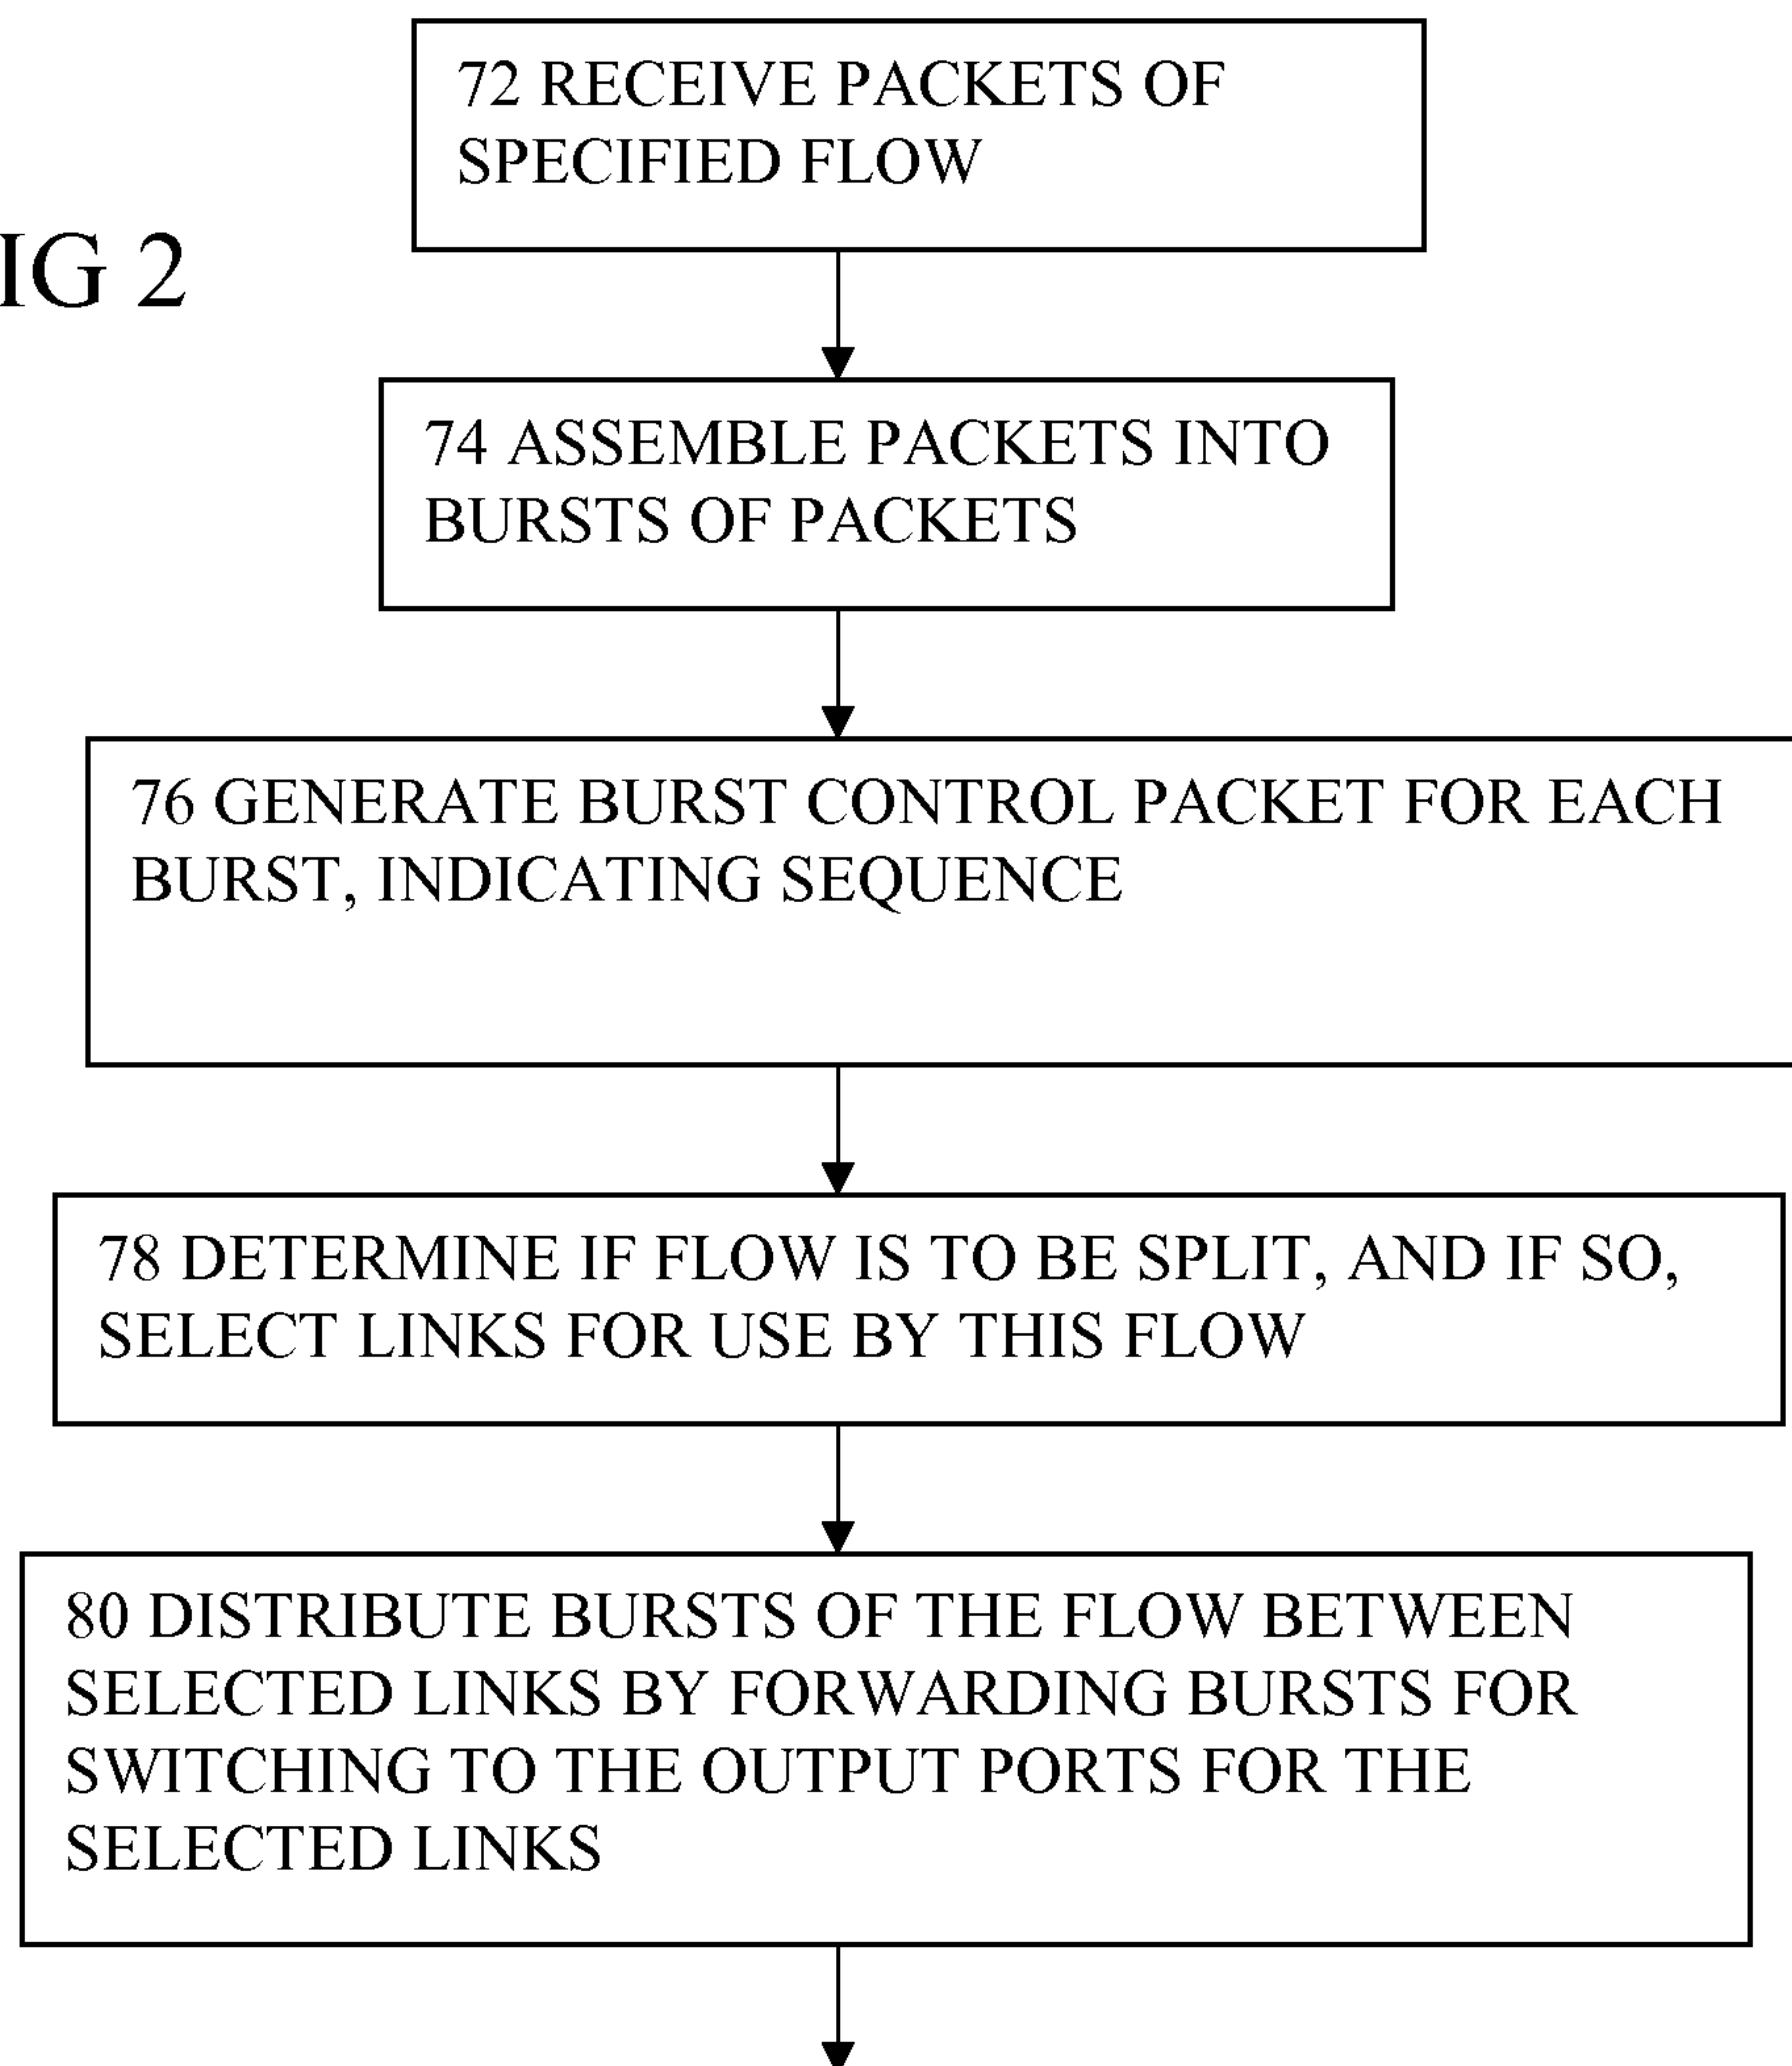 72 RECEIVE PACKETS OF
SPECIFIED FLOW
IG 2
74 ASSEMBLE PACKETS INTO
BURSTS OF PACKETS
76 GENERATE BURST CONTROL PACKET FOR EACH
BURST, INDICATING SEQUENCE
78 DETERMINE IF FLOW IS TO BE SPLIT, AND IF SO,
SELECT LINKS FOR USE BY THIS FLOW
80 DISTRIBUTE BURSTS OF THE FLOW BETWEEN
SELECTED LINKS BY FORWARDING BURSTS FOR
SWITCHING TO THE OUTPUT PORTS FOR THE
SELECTED LINKS